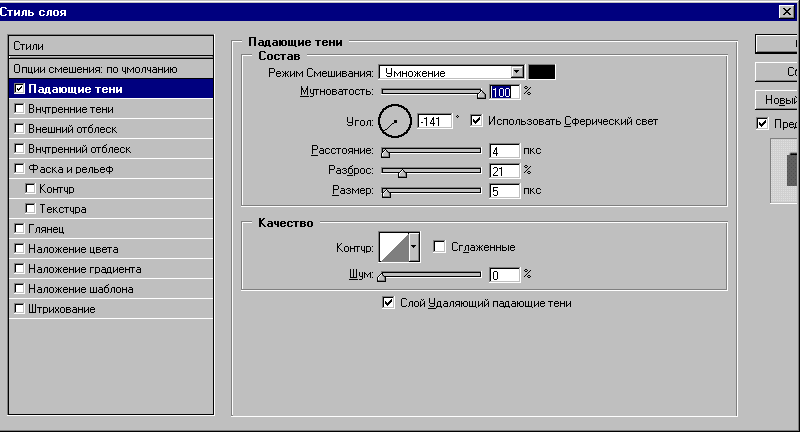 Стиль слоя
Стили
Опции смешения: по умолчанию
Падающие тени
Внутренние тени
Внешний отблеск
Внутренний отблеск
Фаска и рельеф
Контур
Текстура
Глянец
Наложение цвета
Наложение градиента
Наложение шаблона
Штрихование
Падающие тени
Состав
Режим Смешивания: Умножение
Мутноватость: 100 %
Угол: -141 ° Использовать Сферический свет
Расстояние: 4 пкс
Разброс: 21 %
Размер: 5 пкс
Качество
Контур: Сглаженные
Шум: 0 %
Слой Удаляющий падающие тени
Со
Новый
Пред